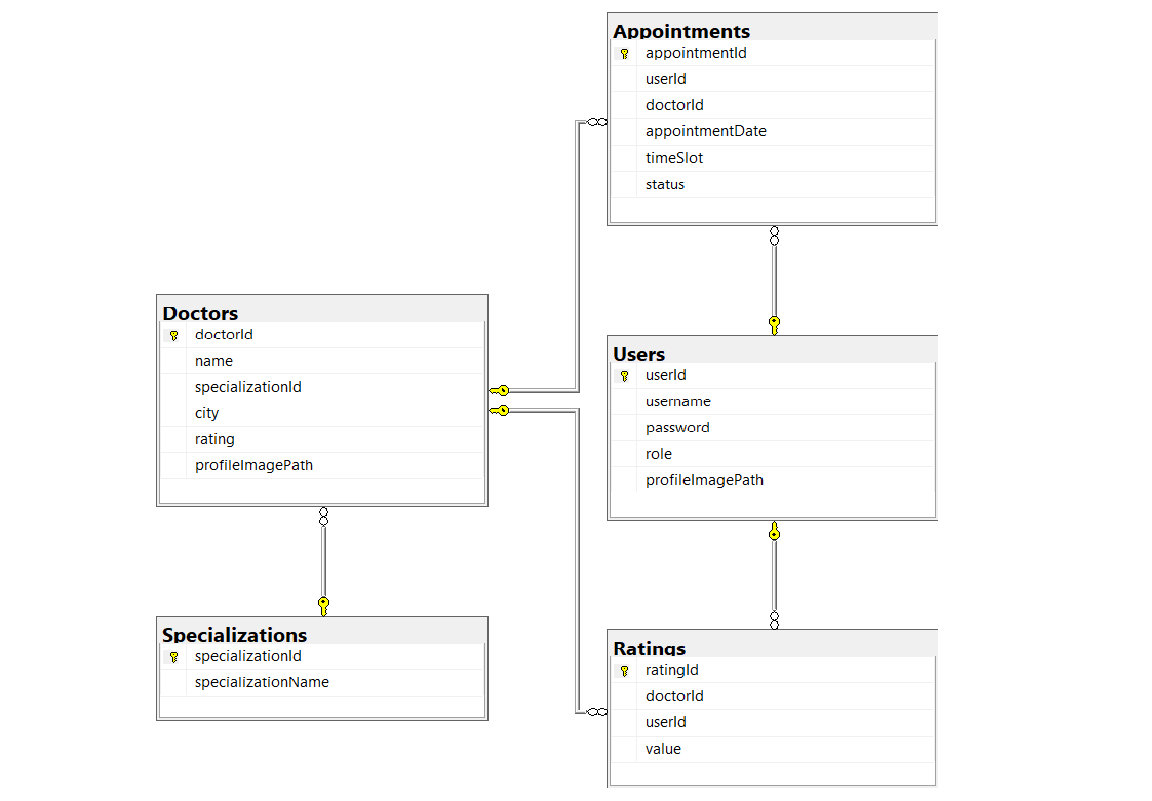 Appointments
appointmentId
userId
doctorId
appointmentDate
timeSlot
status
Doctors
doctorId
name
specializationId
city
rating
profileImagePath
Users
userId
username
password
role
profileImagePath
Specializations
specializationId
specializationName
Ratings
ratingId
doctorId
userId
value